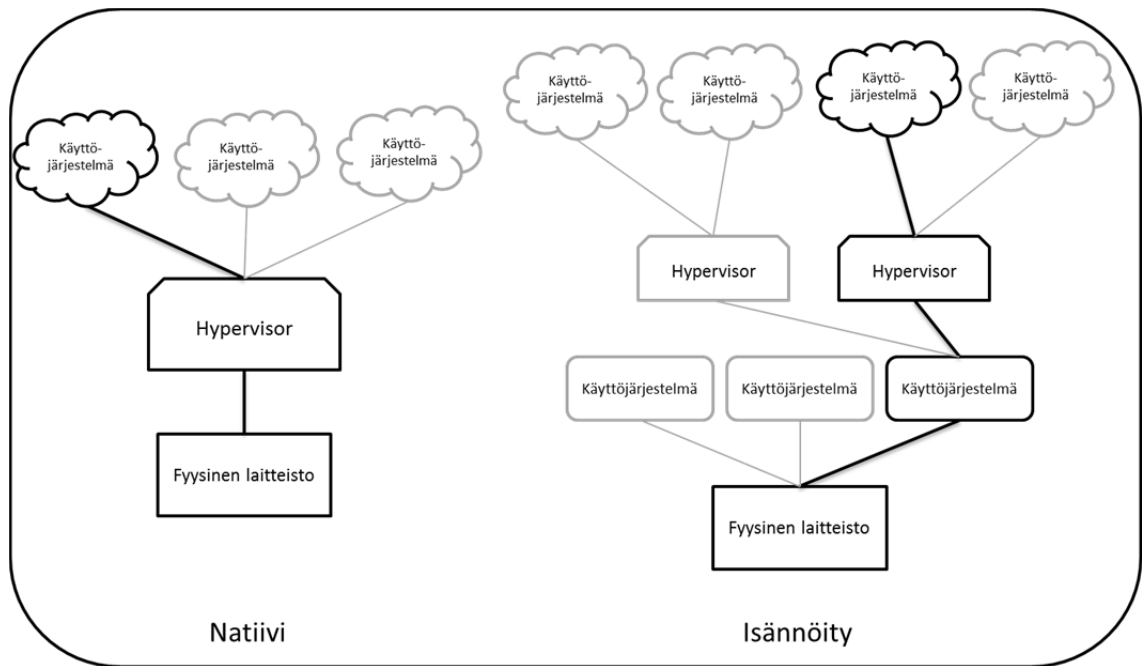 Käyttö-
järjestelmä
Käyttö-
järjestelmä
Käyttö-
järjestelmä
Hypervisor
Fyysinen laitteisto
Natiivi
Käyttö-
järjestelmä
Käyttö-
järjestelmä
Käyttö-
järjestelmä
Käyttö-
järjestelmä
Hypervisor
Hypervisor
Käyttöjärjestelmä
Käyttöjärjestelmä
Käyttöjärjestelmä
Fyysinen laitteisto
Isännöity